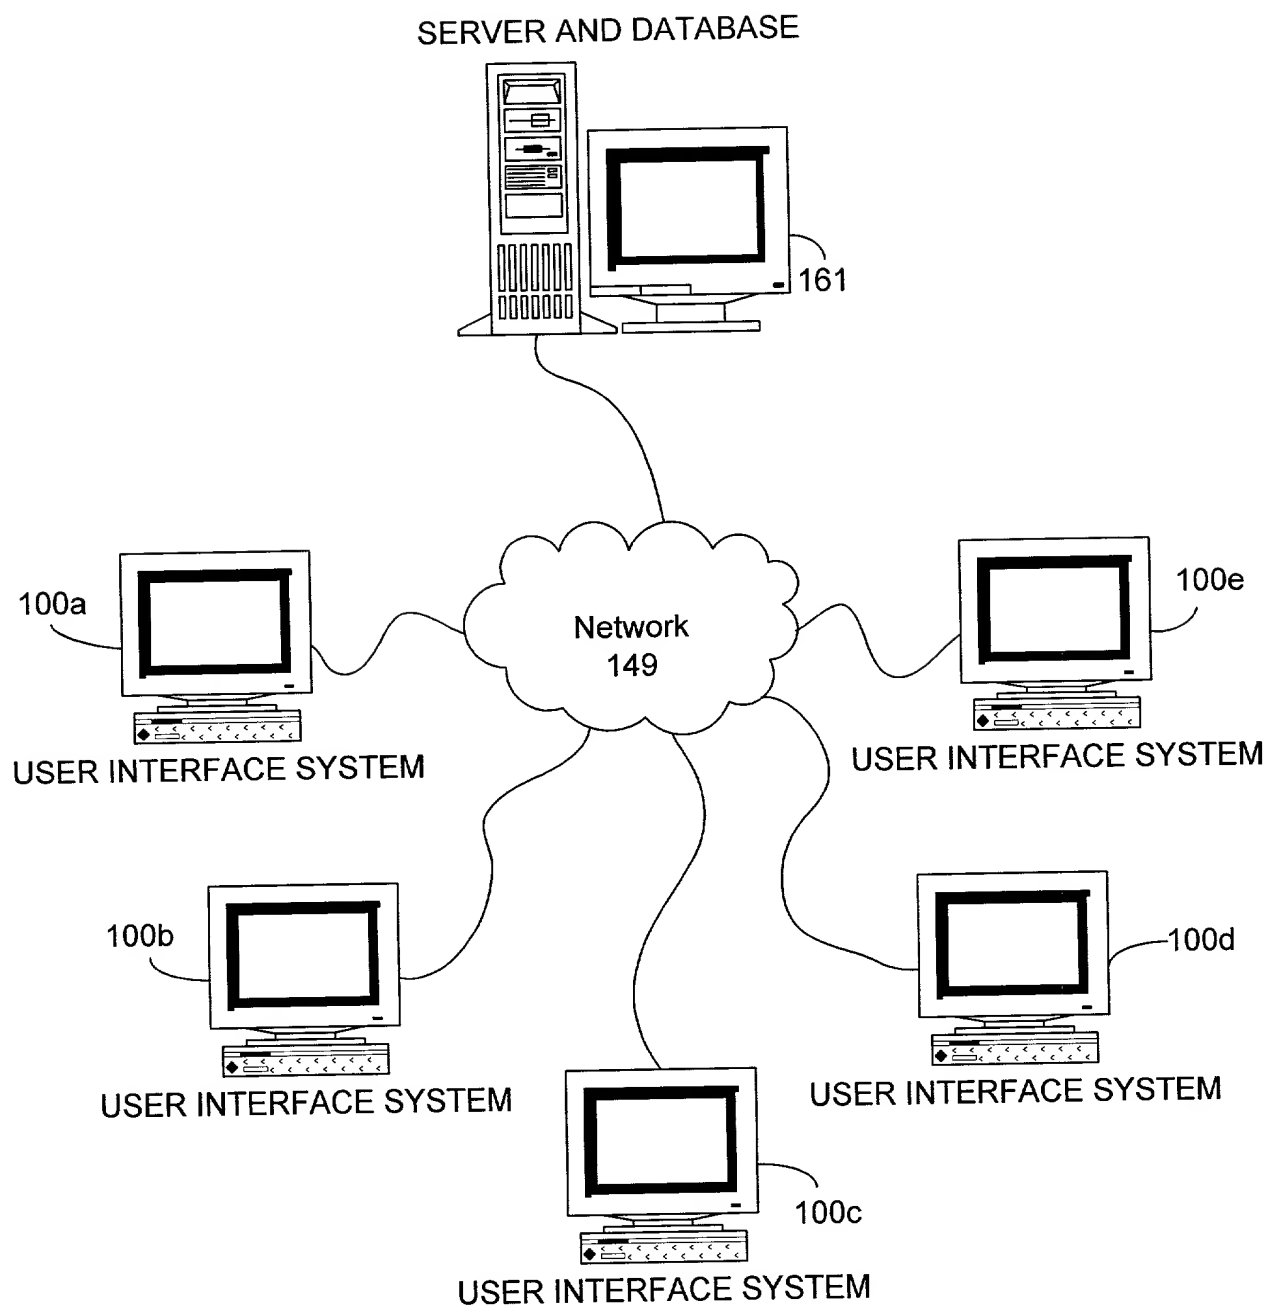 SERVER AND DATABASE
161
100a
Network
149
100e
USER INTERFACE SYSTEM
USER INTERFACE SYSTEM
100b
100d
USER INTERFACE SYSTEM
USER INTERFACE SYSTEM
100c
USER INTERFACE SYSTEM